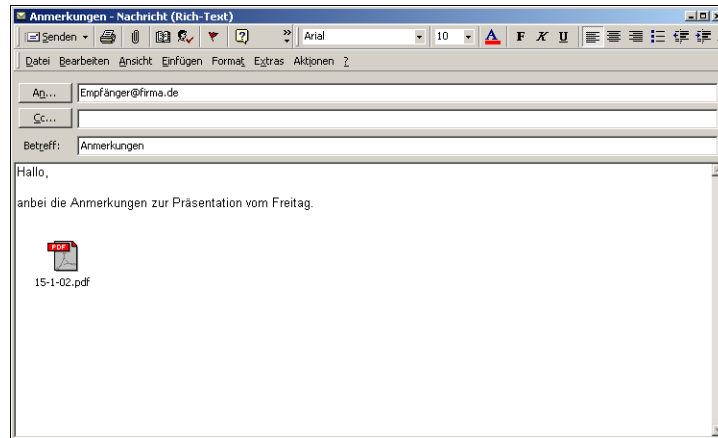 Anmerkungen - Nachricht (Rich-Text)
Senden Arial 10 A F K U
Datei Bearbeiten Ansicht Einfügen Format Extras Aktionen ?
An... Empfänger@firma.de
Cc...
Betreff: Anmerkungen
Hallo,
anbei die Anmerkungen zur Präsentation vom Freitag.
PDF
15-1-02.pdf